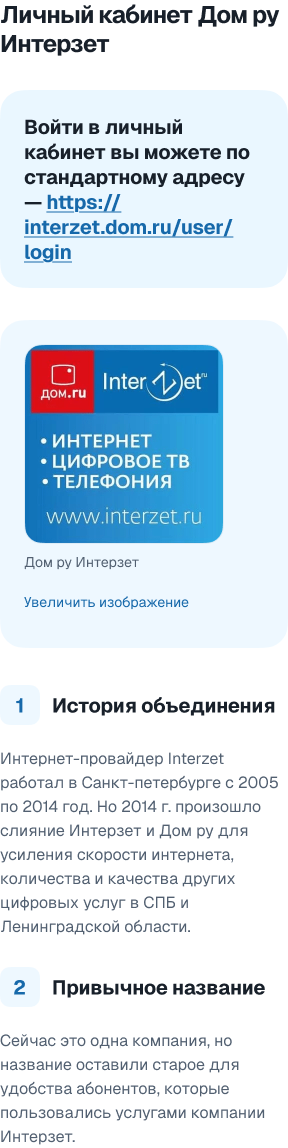 Личный кабинет Дом ру
Интерзет
Войти в личный
кабинет вы можете по
стандартному адресу
— https://
interzet.dom.ru/user/
login
дом.ru InterZet.ru
• ИНТЕРНЕТ
• ЦИФРОВОЕ ТВ
• ТЕЛЕФОНИЯ
www.interzet.ru
Дом ру Интерзет
Увеличить изображение
1 История объединения
Интернет-провайдер Interzet
работал в Санкт-петербурге с 2005
по 2014 год. Но 2014 г. произошло
слияние Интерзет и Дом ру для
усиления скорости интернета,
количества и качества других
цифровых услуг в СПБ и
Ленинградской области.
2 Привычное название
Сейчас это одна компания, но
название оставили старое для
удобства абонентов, которые
пользовались услугами компании
Интерзет.